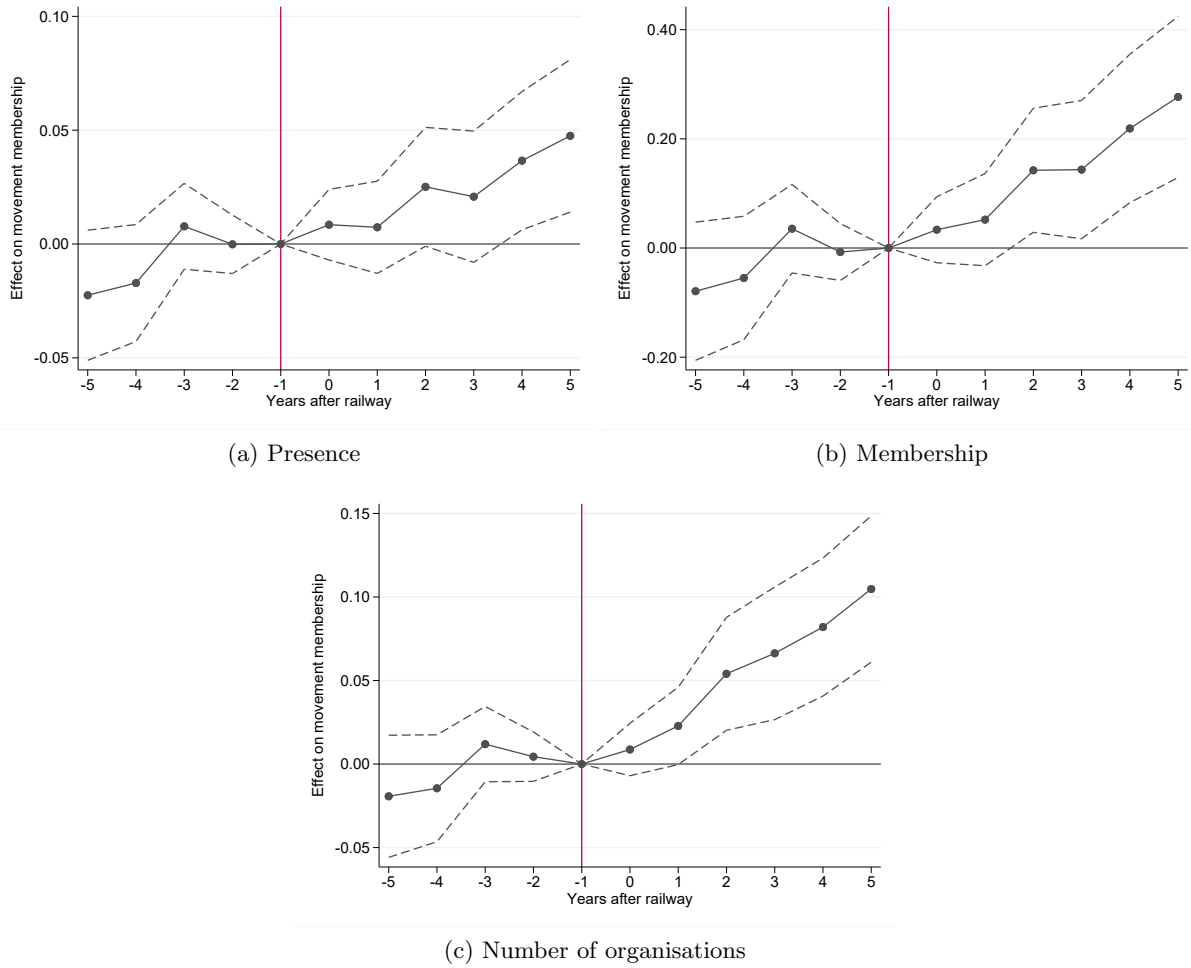 Effect on movement membership
0.10
0.05
0.00
-0.05
-5 -4 -3 -2 -1 0 1 2 3 4 5
Years after railway
(a) Presence
Effect on movement membership
0.40
0.20
0.00
-0.20
-5 -4 -3 -2 -1 0 1 2 3 4 5
Years after railway
(b) Membership
Effect on movement membership
0.15
0.10
0.05
0.00
-0.05
-5 -4 -3 -2 -1 0 1 2 3 4 5
Years after railway
(c) Number of organisations